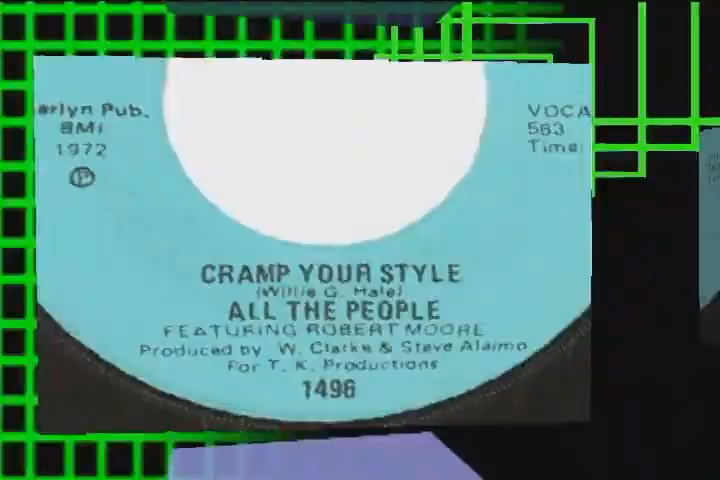 arlyn Pub.
BMI
1972
Ⓟ
VOCA
563
Time:
CRAMP YOUR STYLE
(Willie G. Hale)
ALL THE PEOPLE
FEATURING ROBERT MOORE
Produced by W. Clarke & Steve Alaimo
For T. K. Productions
1496